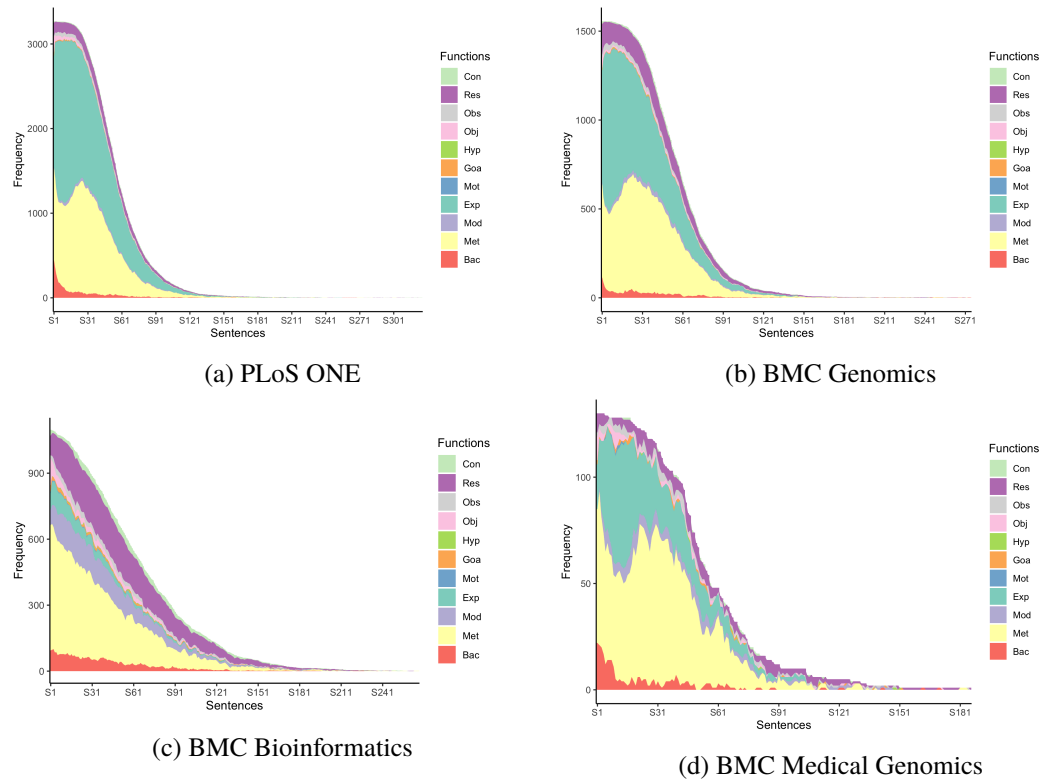 3000
2000
1000
0
Frequency
S1 S31 S61 S91 S121 S151 S181 S211 S241 S271 S301
Sentences
Functions
Con
Res
Obs
Obj
Hyp
Goa
Mot
Exp
Mod
Met
Bac
(a) PLoS ONE
1500
1000
500
0
Frequency
S1 S31 S61 S91 S121 S151 S181 S211 S241 S271
Sentences
Functions
Con
Res
Obs
Obj
Hyp
Goa
Mot
Exp
Mod
Met
Bac
(b) BMC Genomics
900
600
300
0
Frequency
S1 S31 S61 S91 S121 S151 S181 S211 S241
Sentences
Functions
Con
Res
Obs
Obj
Hyp
Goa
Mot
Exp
Mod
Met
Bac
(c) BMC Bioinformatics
100
50
0
Frequency
S1 S31 S61 S91 S121 S151 S181
Sentences
Functions
Con
Res
Obs
Obj
Hyp
Goa
Mot
Exp
Mod
Met
Bac
(d) BMC Medical Genomics